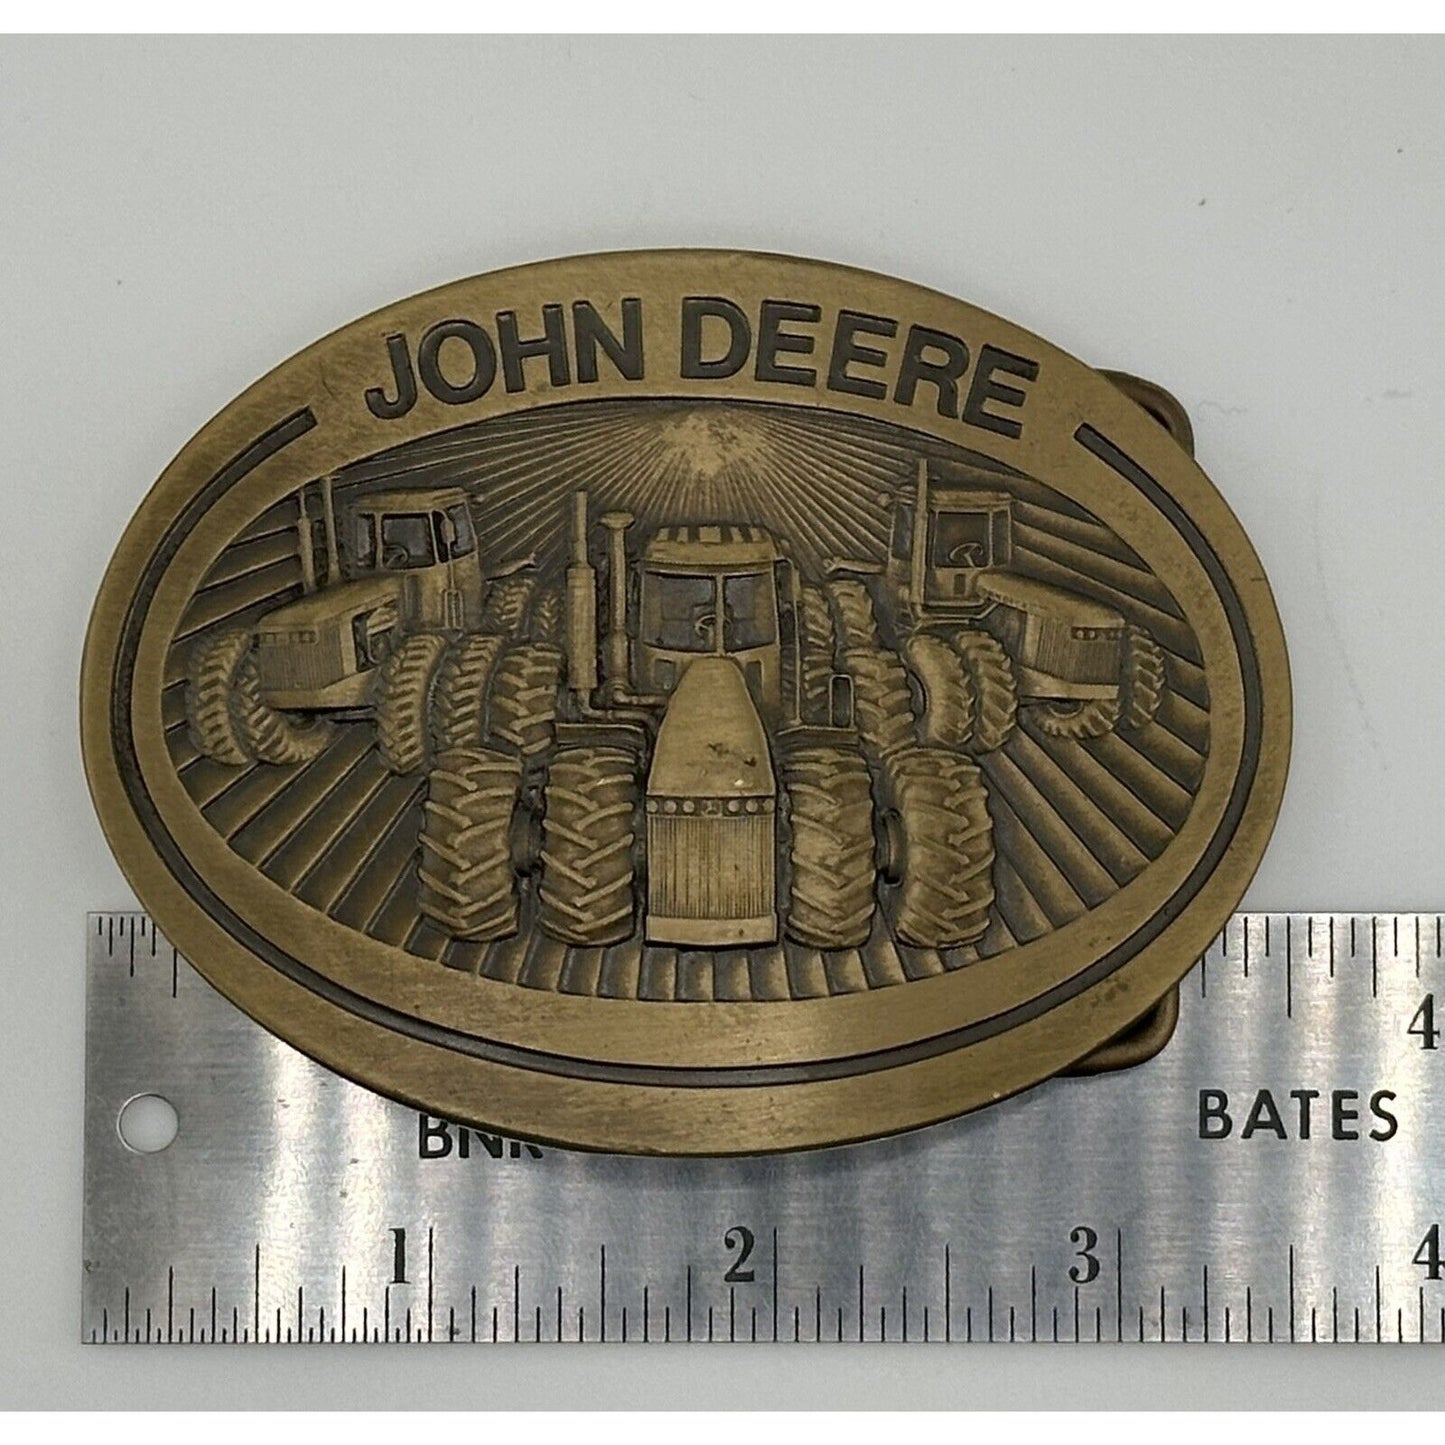 JOHN DEERE
4
BATES
1 2 3 4